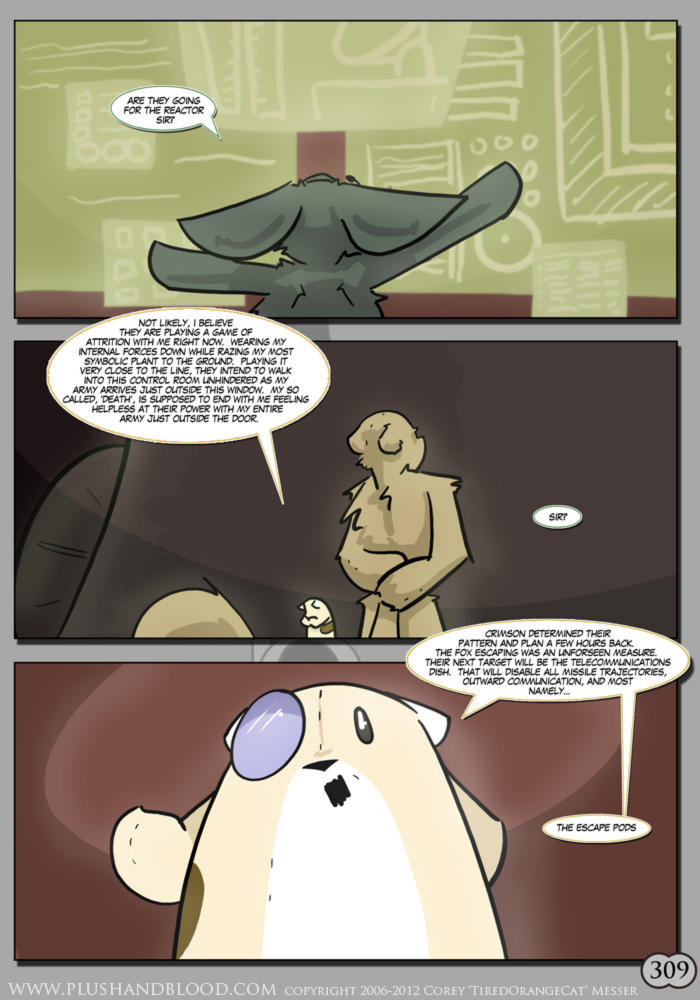 ARE THEY GOING
FOR THE REACTOR
SIR?
NOT LIKELY, I BELIEVE
THEY ARE PLAYING A GAME OF
ATTRITION WITH ME RIGHT NOW. WEARING MY
INTERNAL FORCES DOWN WHILE RAZING MY MOST
SYMBOLIC PLANT TO THE GROUND. PLAYING IT
VERY CLOSE TO THE LINE, THEY INTEND TO WALK
INTO THIS CONTROL ROOM UNHINDERED AS MY
ARMY ARRIVES JUST OUTSIDE THIS WINDOW. MY SO
CALLED, 'DEATH', IS SUPPOSED TO END WITH ME FEELING
HELPLESS AT THEIR POWER WITH MY ENTIRE
ARMY JUST OUTSIDE THE DOOR.
SIR?
CRIMSON DETERMINED THEIR
PATTERN AND PLAN A FEW HOURS BACK.
THE FOX ESCAPING WAS AN UNFORSEEN MEASURE.
THEIR NEXT TARGET WILL BE THE TELECOMMUNICATIONS
DISH. THAT WILL DISABLE ALL MISSILE TRAJECTORIES,
OUTWARD COMMUNICATION, AND MOST
NAMELY...
THE ESCAPE PODS
309
WWW.PLUSHANDBLOOD.COM COPYRIGHT 2006-2012 COREY 'TIREDORANGECAT' MESSER